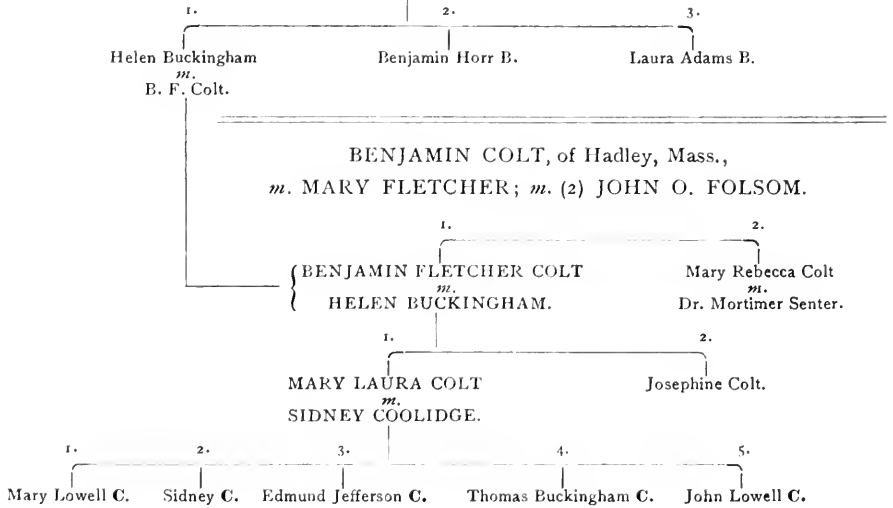 1. 2. 3.
Helen Buckingham Benjamin Horr B. Laura Adams B.
m.
B. F. Colt.
BENJAMIN COLT, of Hadley, Mass.,
m. MARY FLETCHER; m. (2) JOHN O. FOLSOM.
1. 2.
BENJAMIN FLETCHER COLT Mary Rebecca Colt
m. m.
HELEN BUCKINGHAM. Dr. Mortimer Senter.
1. 2.
MARY LAURA COLT Josephine Colt.
m.
SIDNEY COOLIDGE.
1. 2. 3. 4. 5.
Mary Lowell C. Sidney C. Edmund Jefferson C. Thomas Buckingham C. John Lowell C.